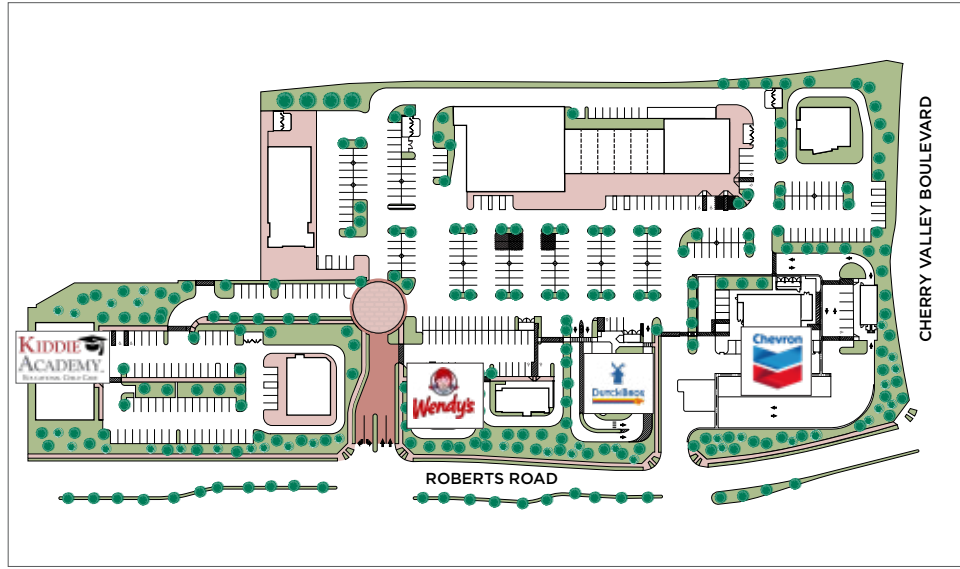 CHERRY VALLEY BOULEVARD
KIDDIE
ACADEMY
EDUCATIONAL CHILD CARE
Wendy's
Dutch Bros
Chevron
ROBERTS ROAD